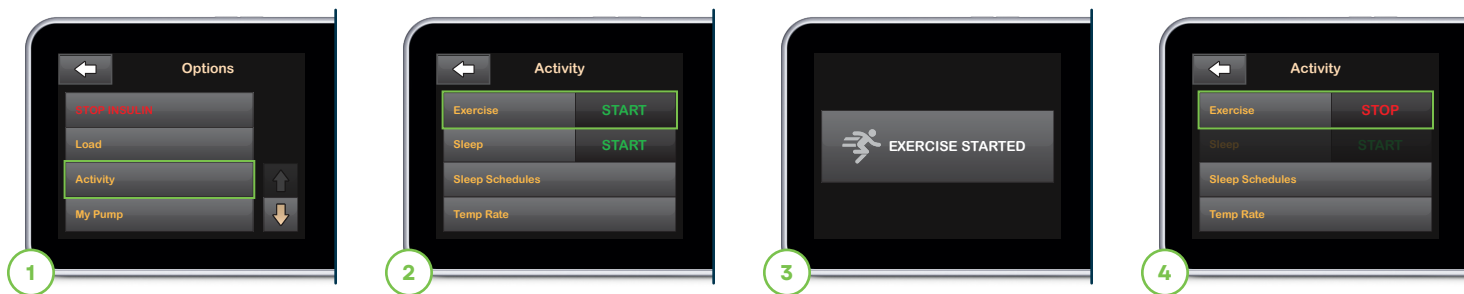 Options
STOP INSULIN
Load
Activity
My Pump
1
Activity
Exercise START
Sleep START
Sleep Schedules
Temp Rate
2
EXERCISE STARTED
3
Activity
Exercise STOP
Sleep START
Sleep Schedules
Temp Rate
4